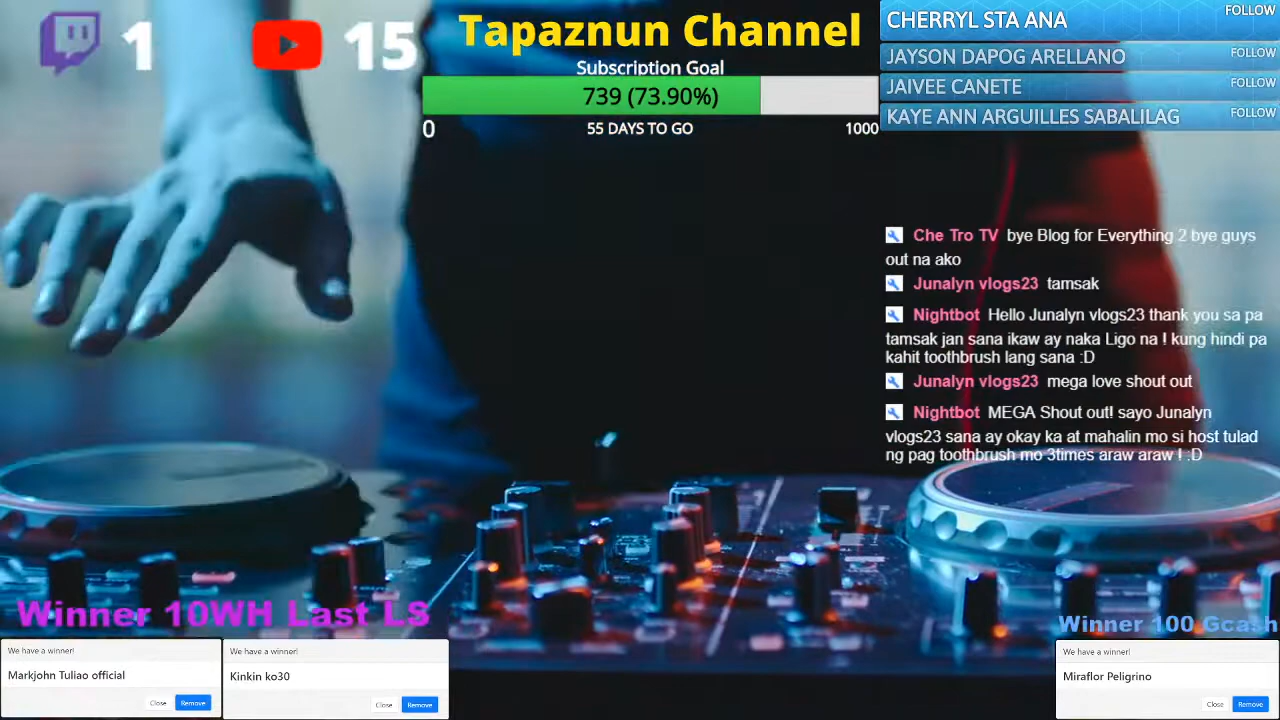 1
15
Tapaznun Channel
Subscription Goal
739 (73.90%)
0
55 DAYS TO GO
1000
CHERRYL STA ANA
FOLLOW
JAYSON DAPOG ARELLANO
FOLLOW
JAIVEE CANETE
FOLLOW
KAYE ANN ARGUILLES SABALILAG
FOLLOW
Che Tro TV bye Blog for Everything 2 bye guys
out na ako
Junalyn vlogs23 tamsak
Nightbot Hello Junalyn vlogs23 thank you sa pa
tamsak jan sana ikaw ay naka Ligo na ! kung hindi pa
kahit toothbrush lang sana :D
Junalyn vlogs23 mega love shout out
Nightbot MEGA Shout out! sayo Junalyn
vlogs23 sana ay okay ka at mahalin mo si host tulad
ng pag toothbrush mo 3times araw araw ! :D
Winner 10WH Last LS
We have a winner!
Markjohn Tuliao official
Close Remove
We have a winner!
Kinkin ko30
Close Remove
Winner 100 Gcash
We have a winner!
Miraflor Peligrino
Close Remove